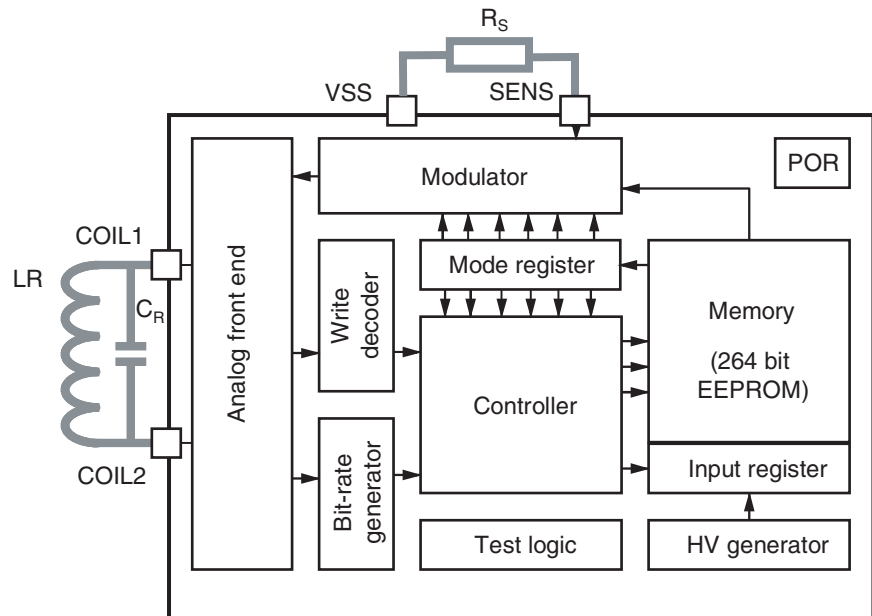 R_S
VSS
SENS
Modulator
POR
COIL1
LR
C_R
COIL2
Analog front end
Write
decoder
Mode register
Memory
(264 bit
EEPROM)
Controller
Bit-rate
generator
Input register
Test logic
HV generator